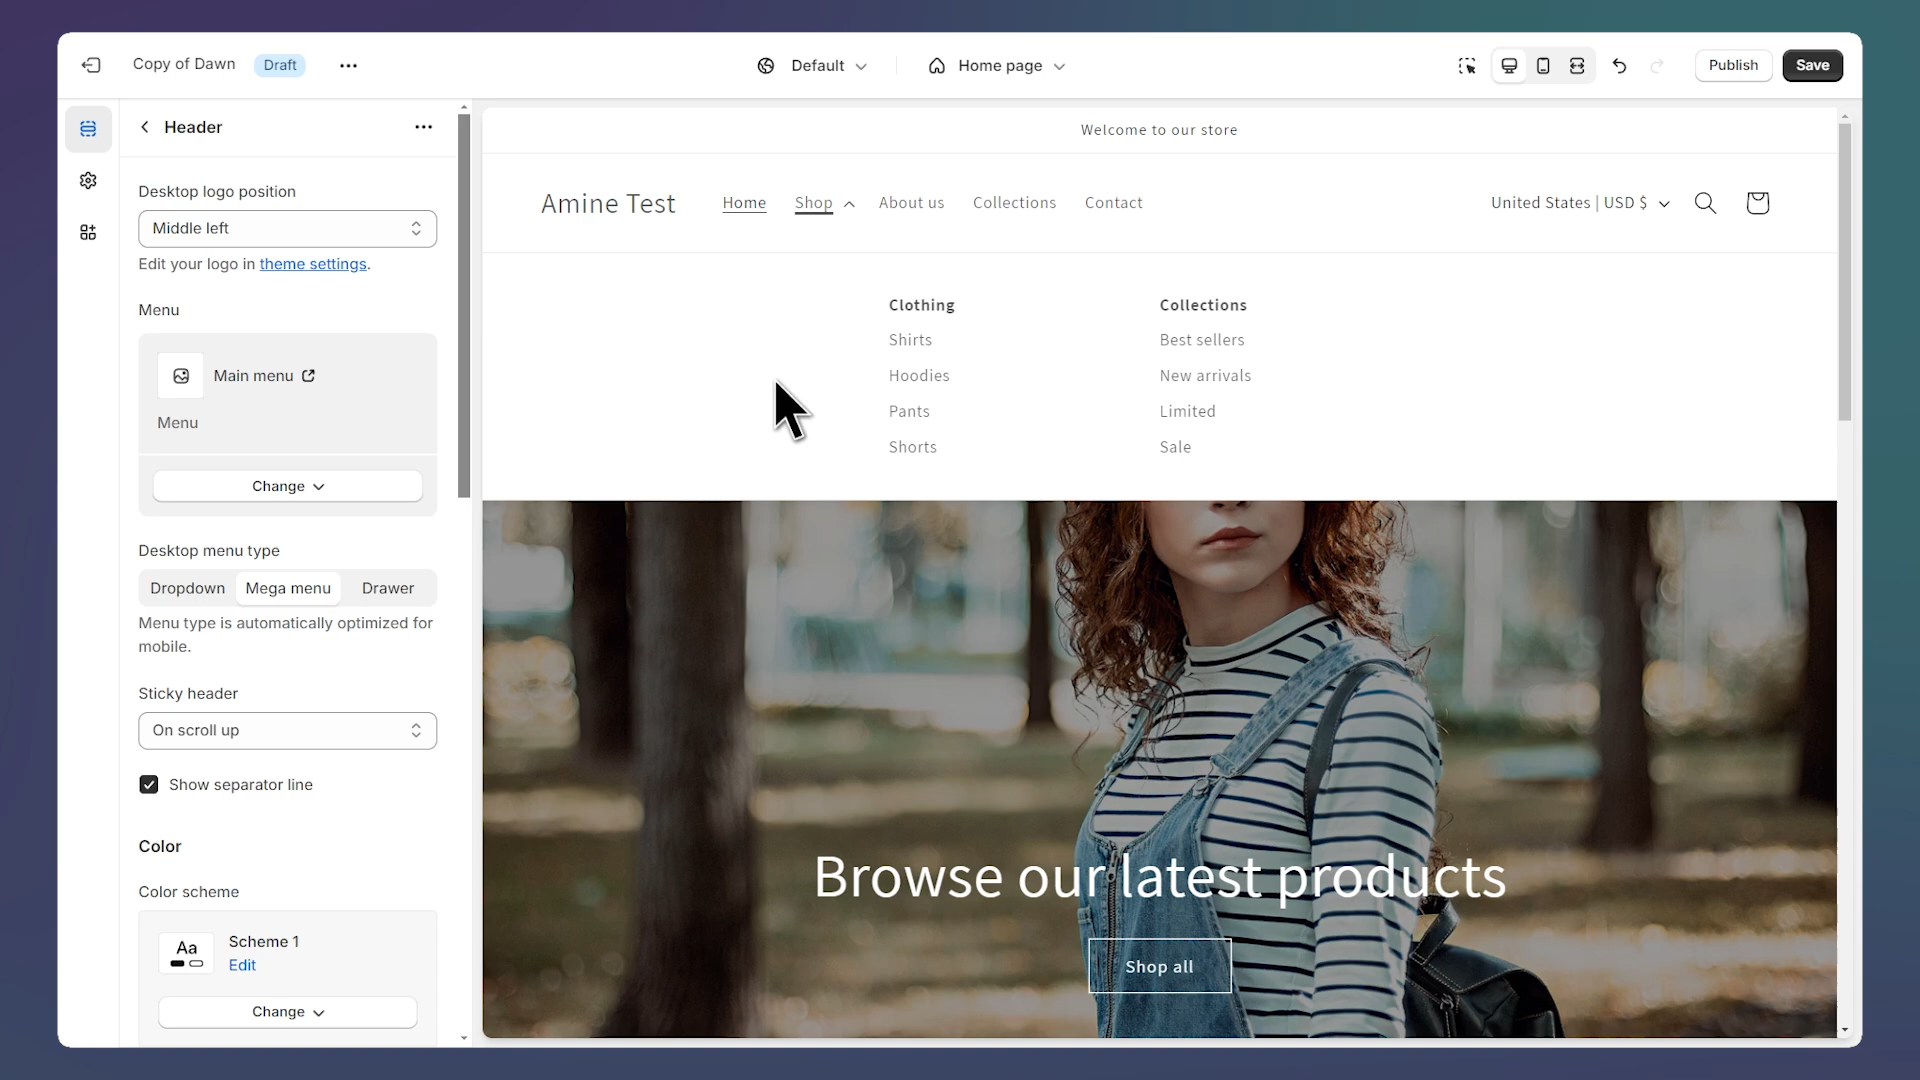 Copy of Dawn Draft
Default
Home page
Publish
Save
Header
Desktop logo position
Middle left
Edit your logo in theme settings.
Menu
Main menu
Menu
Change
Desktop menu type
Dropdown Mega menu Drawer
Menu type is automatically optimized for
mobile.
Sticky header
On scroll up
Show separator line
Color
Color scheme
Aa
Scheme 1
Edit
Change
Welcome to our store
Amine Test
Home Shop About us Collections Contact
United States | USD $
Clothing
Shirts
Hoodies
Pants
Shorts
Collections
Best sellers
New arrivals
Limited
Sale
Browse our latest products
Shop all